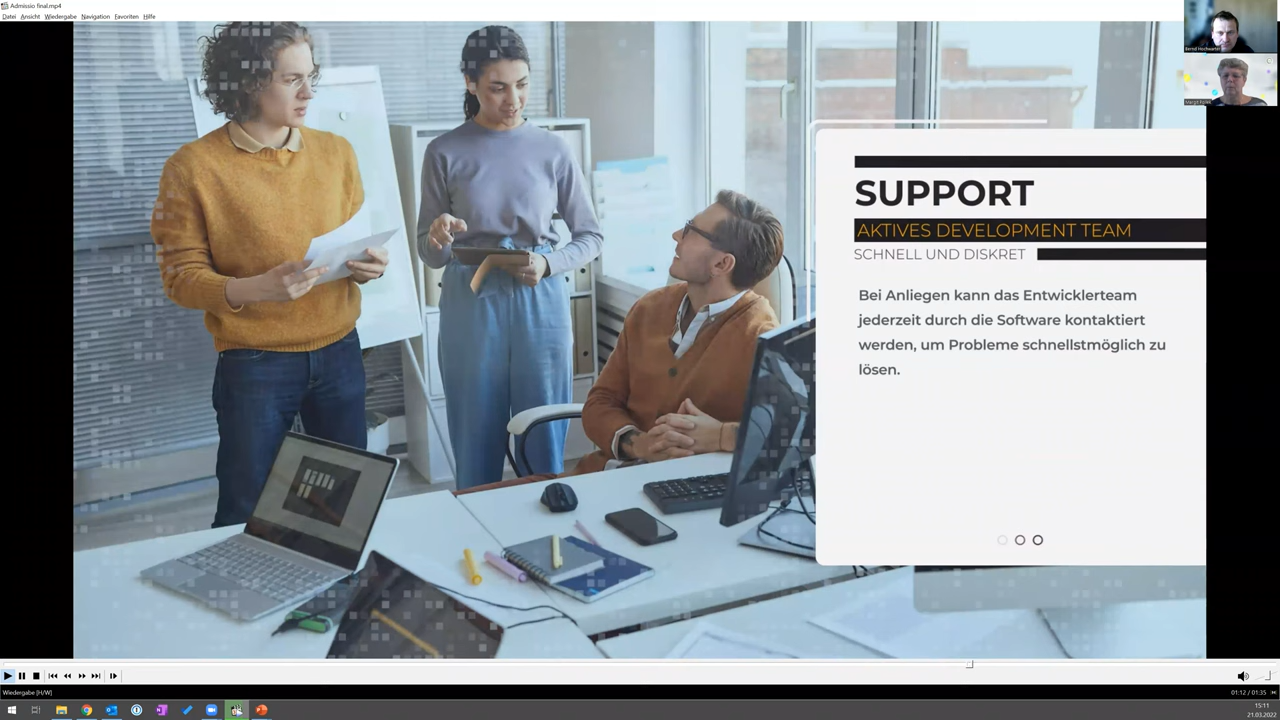 Admissio final.mp4
Datei Ansicht Wiedergabe Navigation Favoriten Hilfe
Bernd Hochwarter
SUPPORT
AKTIVES DEVELOPMENT TEAM
SCHNELL UND DISKRET
Bei Anliegen kann das Entwicklerteam
jederzeit durch die Software kontaktiert
werden, um Probleme schnellstmöglich zu
lösen.
Wiedergabe [H/W]
01:12 / 01:35
15:11
21.03.2022